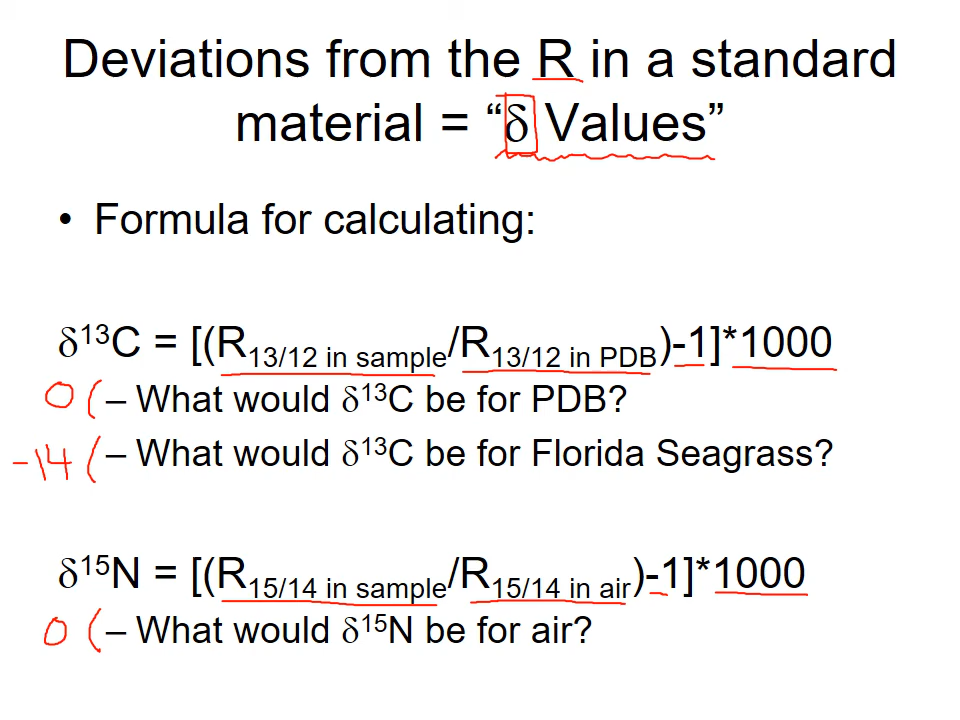 Deviations from the R in a standard
material = “δ Values”
• Formula for calculating:
δ¹³C = [(R13/12 in sample/R13/12 in PDB)-1]*1000
0 ( – What would δ¹³C be for PDB?
-14 ( – What would δ¹³C be for Florida Seagrass?
δ¹⁵N = [(R15/14 in sample/R15/14 in air)-1]*1000
0 ( – What would δ¹⁵N be for air?